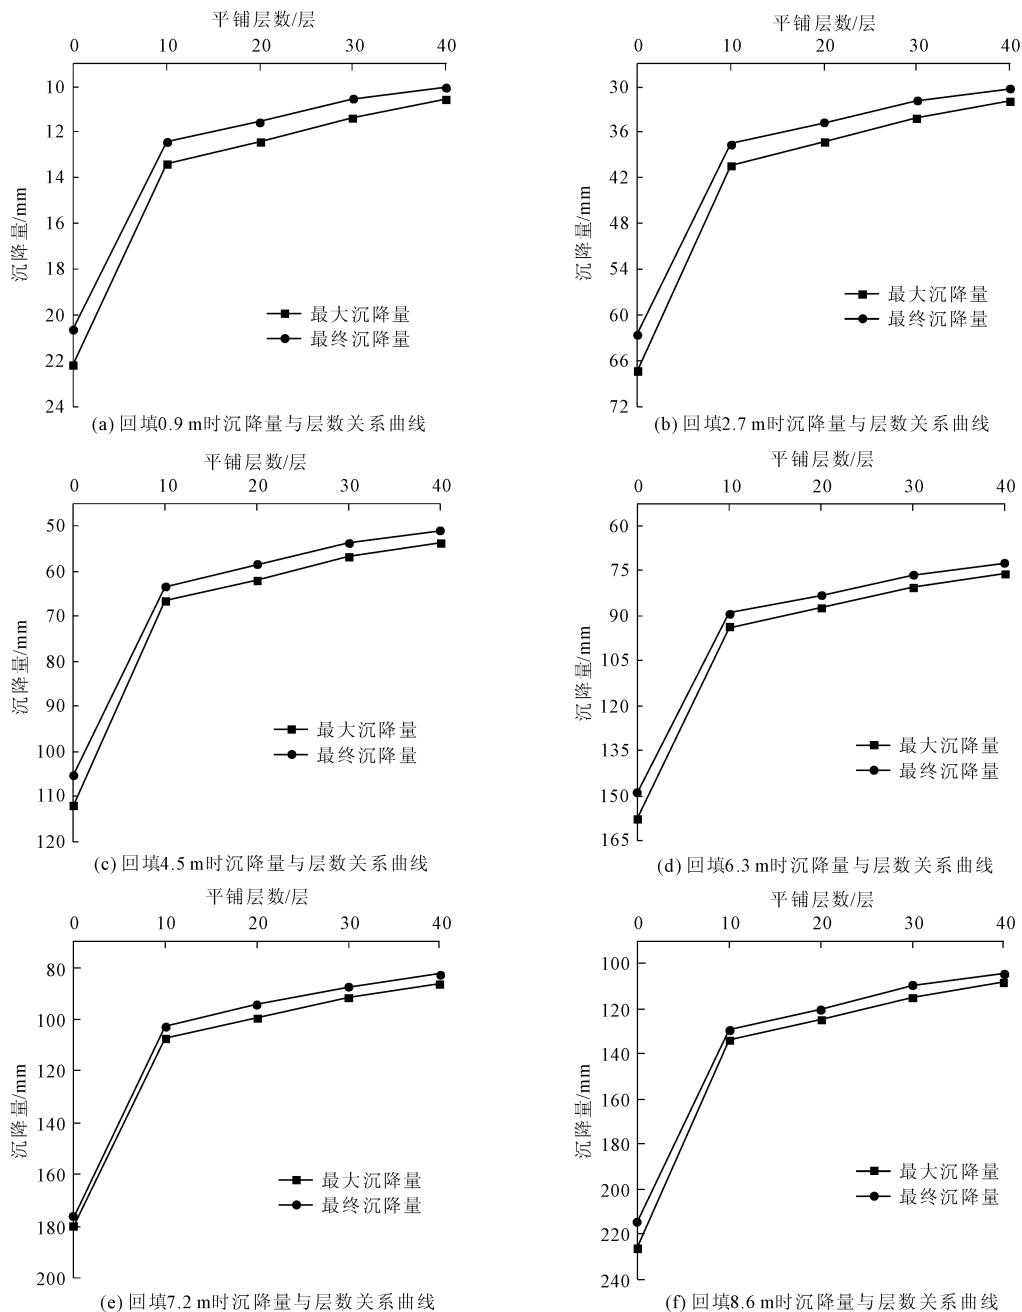 平铺层数/层
0 10 20 30 40
10
12
14
16
18
20
22
24
沉降量/mm
最大沉降量
最终沉降量
(a) 回填0.9 m时沉降量与层数关系曲线
平铺层数/层
0 10 20 30 40
30
36
42
48
54
60
66
72
沉降量/mm
最大沉降量
最终沉降量
(b) 回填2.7 m时沉降量与层数关系曲线
平铺层数/层
0 10 20 30 40
50
60
70
80
90
100
110
120
沉降量/mm
最大沉降量
最终沉降量
(c) 回填4.5 m时沉降量与层数关系曲线
平铺层数/层
0 10 20 30 40
60
75
90
105
120
135
150
165
沉降量/mm
最大沉降量
最终沉降量
(d) 回填6.3 m时沉降量与层数关系曲线
平铺层数/层
0 10 20 30 40
80
100
120
140
160
180
200
沉降量/mm
最大沉降量
最终沉降量
(e) 回填7.2 m时沉降量与层数关系曲线
平铺层数/层
0 10 20 30 40
100
120
140
160
180
200
220
240
沉降量/mm
最大沉降量
最终沉降量
(f) 回填8.6 m时沉降量与层数关系曲线